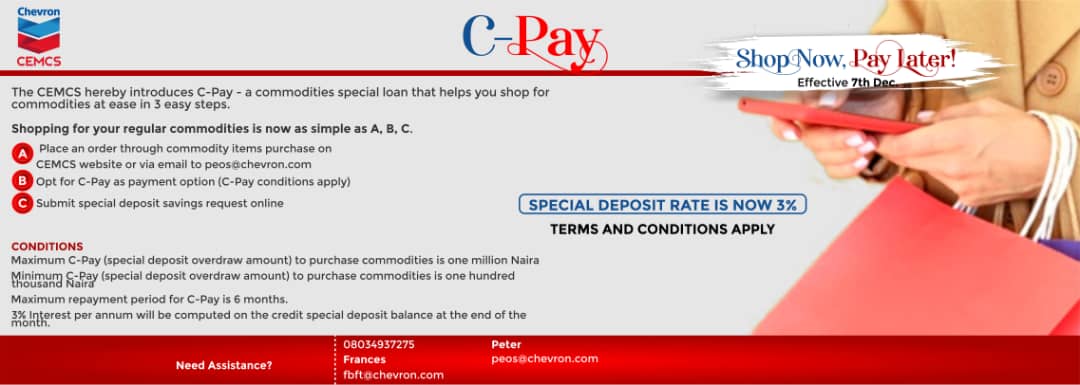 Chevron
CEMCS
C-Pay
Shop Now, Pay Later!
Effective 7th Dec.
The CEMCS hereby introduces C-Pay - a commodities special loan that helps you shop for
commodities at ease in 3 easy steps.
Shopping for your regular commodities is now as simple as A, B, C.
A Place an order through commodity items purchase on
CEMCS website or via email to peos@chevron.com
B Opt for C-Pay as payment option (C-Pay conditions apply)
C Submit special deposit savings request online
SPECIAL DEPOSIT RATE IS NOW 3%
TERMS AND CONDITIONS APPLY
CONDITIONS
Maximum C-Pay (special deposit overdraw amount) to purchase commodities is one million Naira
Minimum C-Pay (special deposit overdraw amount) to purchase commodities is one hundred
thousand Naira
Maximum repayment period for C-Pay is 6 months.
3% Interest per annum will be computed on the credit special deposit balance at the end of the
month.
Need Assistance?
08034937275
Frances
fbft@chevron.com
Peter
peos@chevron.com